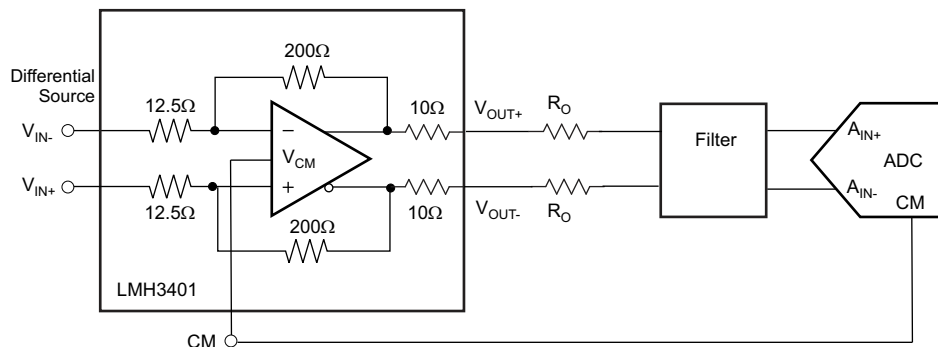 Differential
Source
V_IN-
V_IN+
12.5Ω
12.5Ω
200Ω
200Ω
−
V_CM
+
10Ω
10Ω
LMH3401
CM
V_OUT+
V_OUT-
R_O
R_O
Filter
A_IN+
ADC
A_IN-
CM